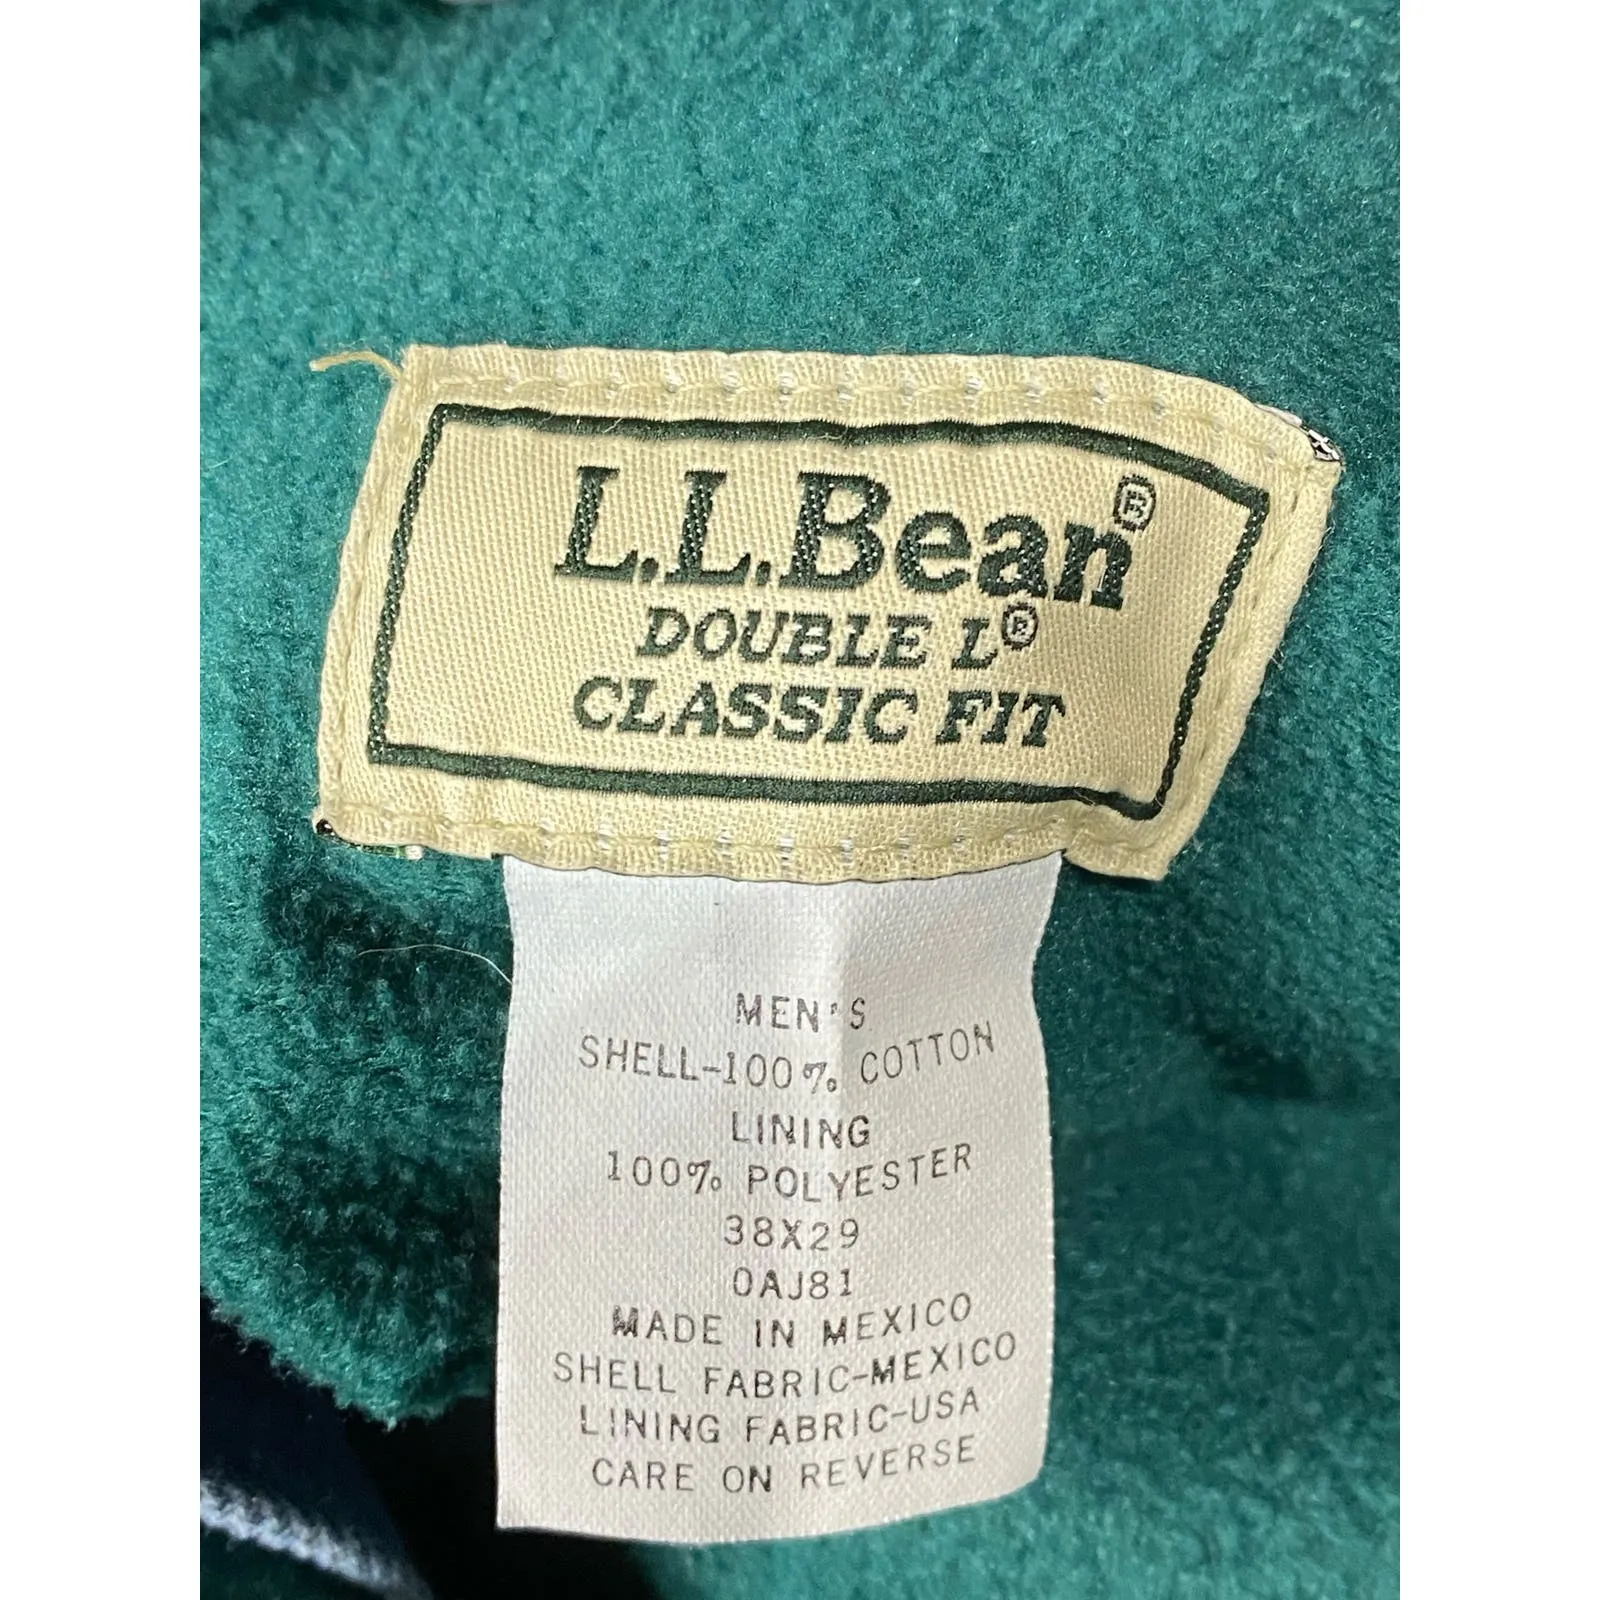 L.L.Bean®
DOUBLE L®
CLASSIC FIT
MEN'S
SHELL-100% COTTON
LINING
100% POLYESTER
38X29
0AJ81
MADE IN MEXICO
SHELL FABRIC-MEXICO
LINING FABRIC-USA
CARE ON REVERSE